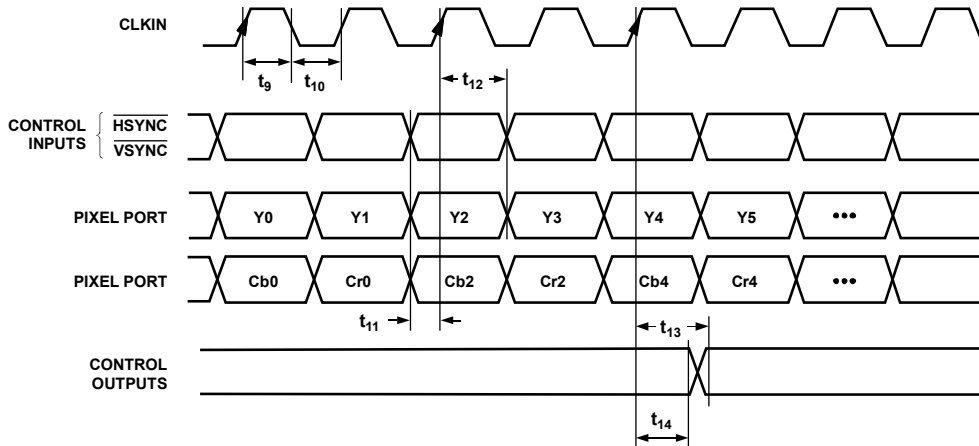 CLKIN
t9 t10 t12
CONTROL INPUTS HSYNC VSYNC
PIXEL PORT Y0 Y1 Y2 Y3 Y4 Y5 •••
PIXEL PORT Cb0 Cr0 Cb2 Cr2 Cb4 Cr4 •••
t11 t13
CONTROL OUTPUTS
t14